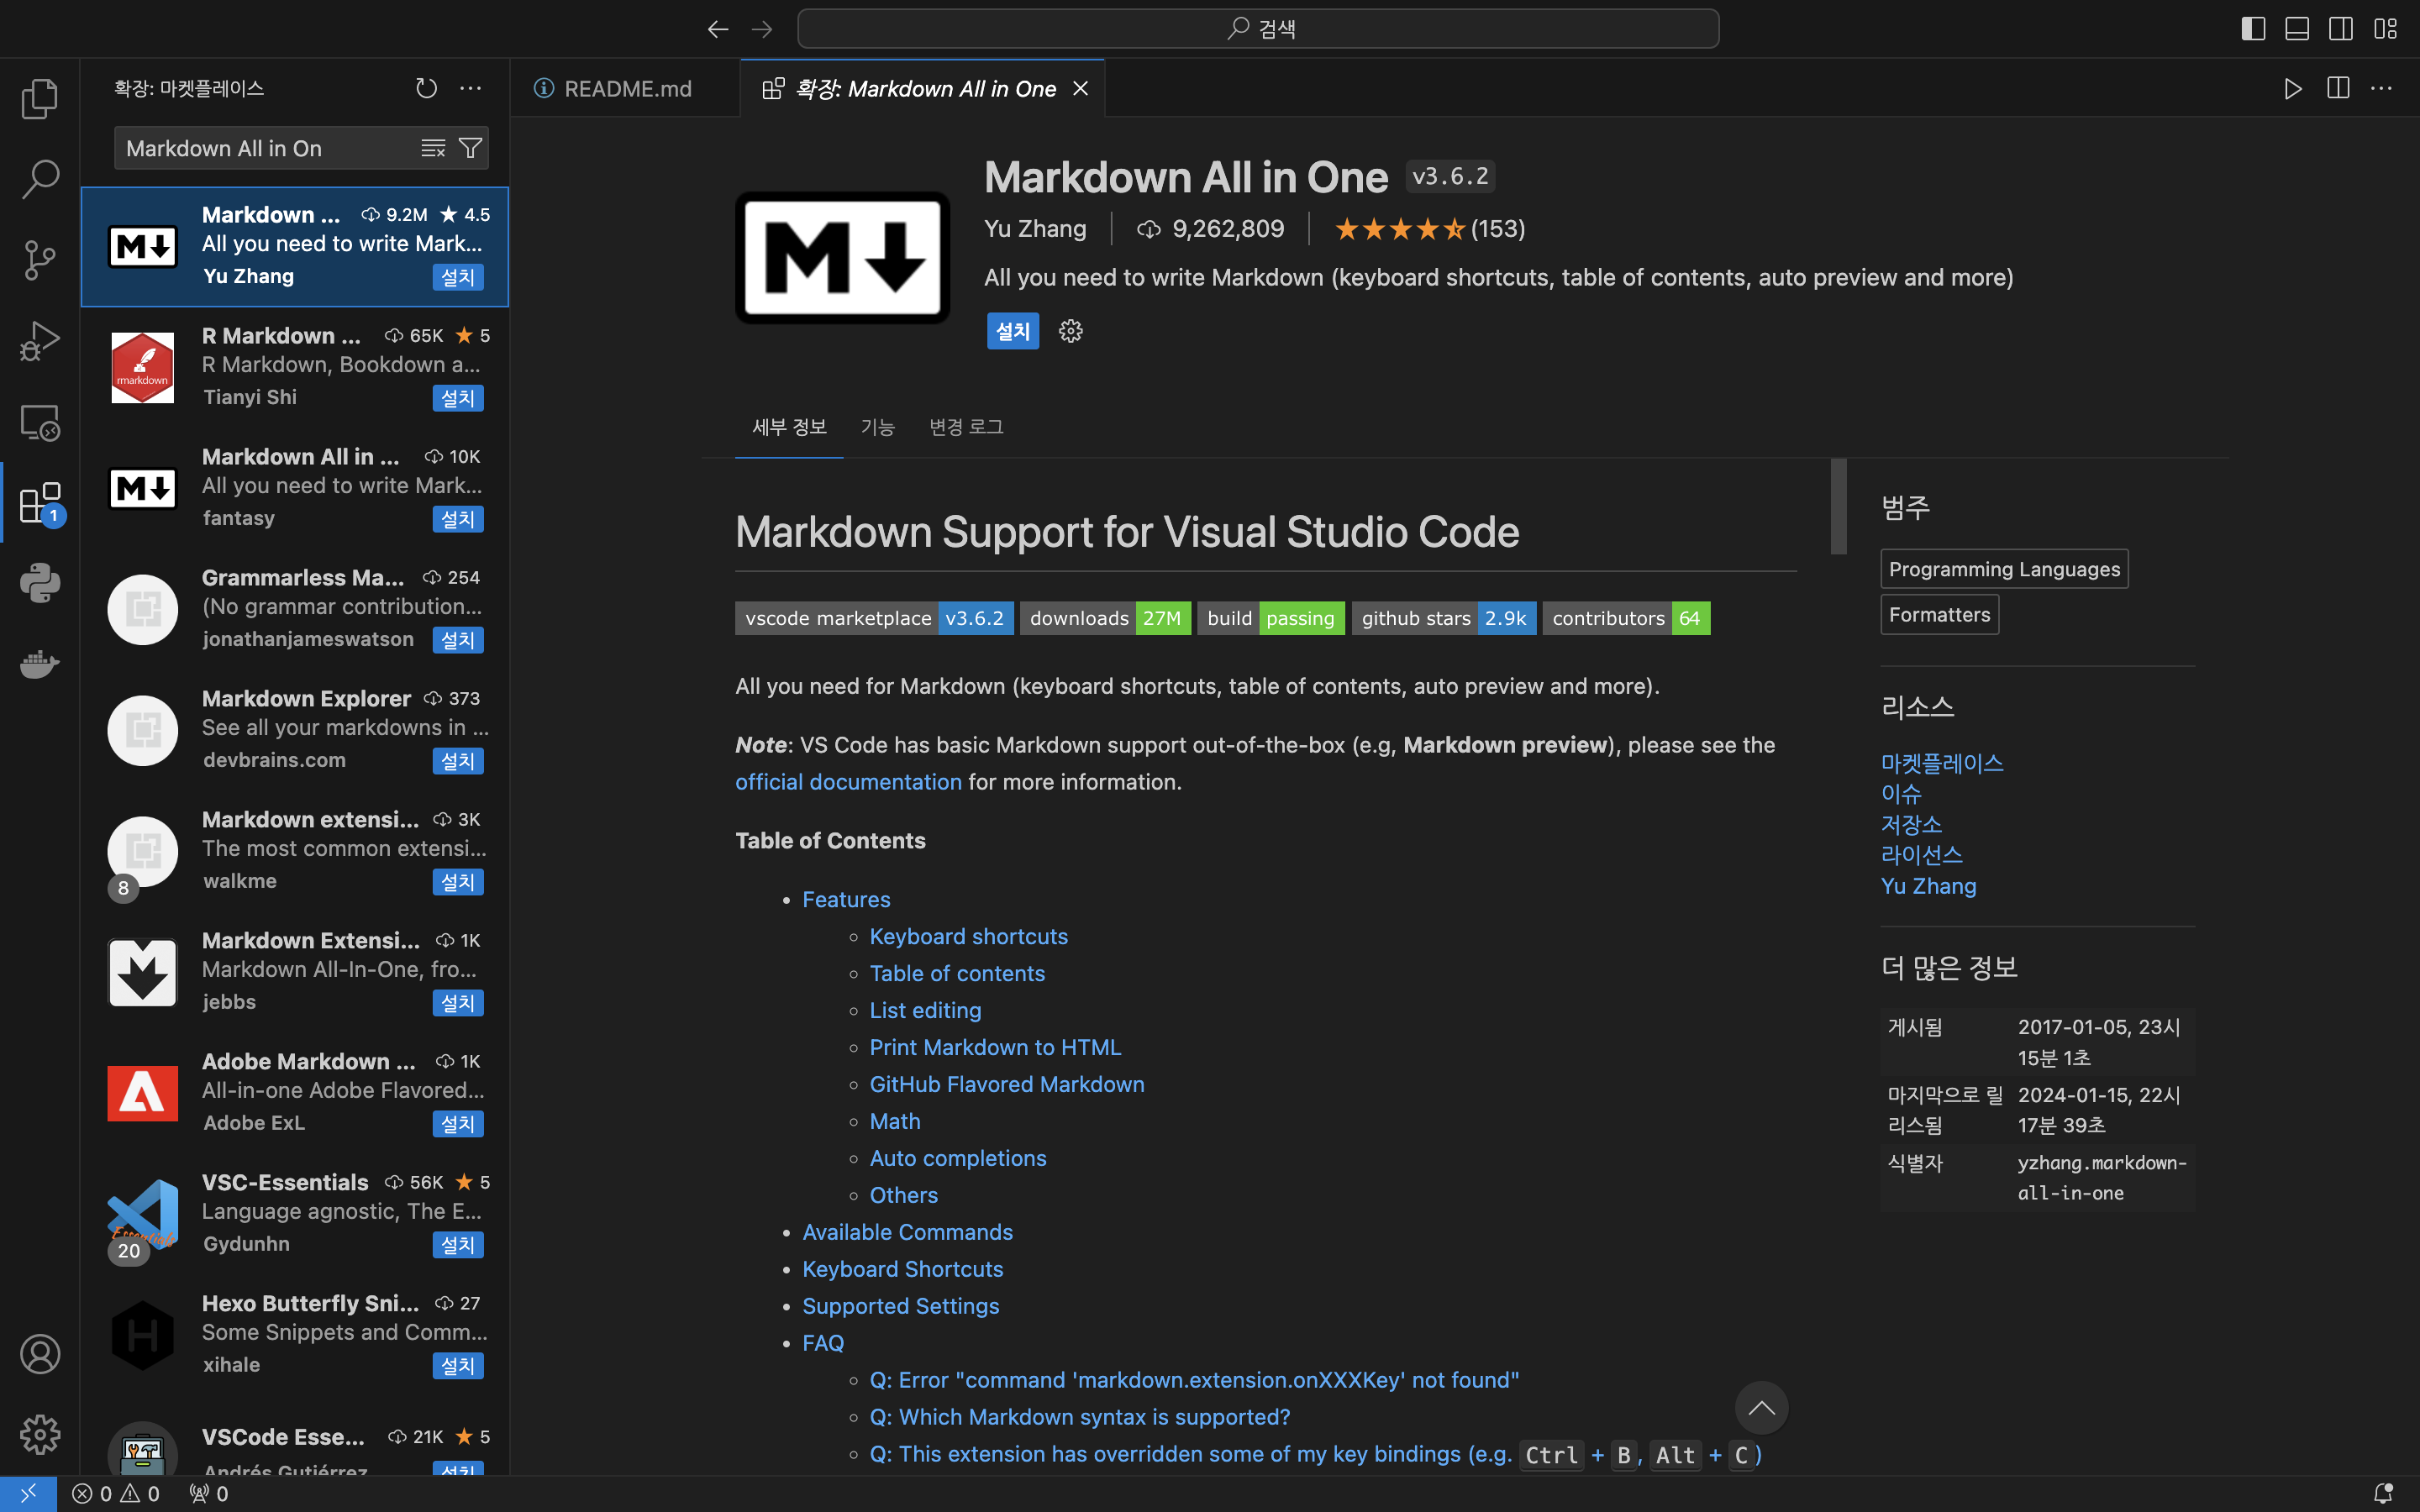 검색
확장: 마켓플레이스
README.md
확장: Markdown All in One
Markdown All in On
Markdown ... 9.2M ★ 4.5
All you need to write Mark...
Yu Zhang 설치
rmarkdown
R Markdown ... 65K ★ 5
R Markdown, Bookdown a...
Tianyi Shi 설치
Markdown All in ... 10K
All you need to write Mark...
fantasy 설치
Grammarless Ma... 254
(No grammar contribution...
jonathanjameswatson 설치
Markdown Explorer 373
See all your markdowns in ...
devbrains.com 설치
Markdown extensi... 3K
The most common extensi...
walkme 설치
8
Markdown Extensi... 1K
Markdown All-In-One, fro...
jebbs 설치
Adobe Markdown ... 1K
All-in-one Adobe Flavored...
Adobe ExL 설치
VSC-Essentials 56K ★ 5
Language agnostic, The E...
Essentials
Gydunhn 설치
20
Hexo Butterfly Sni... 27
Some Snippets and Comm...
xihale 설치
H
VSCode Esse... 21K ★ 5
Andrés Gutiérrez 설치
1
M
M
M
Markdown All in One v3.6.2
Yu Zhang 9,262,809 ★★★★ (153)
All you need to write Markdown (keyboard shortcuts, table of contents, auto preview and more)
설치
세부 정보 기능 변경 로그
Markdown Support for Visual Studio Code
vscode marketplace v3.6.2 downloads 27M build passing github stars 2.9k contributors 64
All you need for Markdown (keyboard shortcuts, table of contents, auto preview and more).
Note: VS Code has basic Markdown support out-of-the-box (e.g, Markdown preview), please see the
official documentation for more information.
Table of Contents
• Features
◦ Keyboard shortcuts
◦ Table of contents
◦ List editing
◦ Print Markdown to HTML
◦ GitHub Flavored Markdown
◦ Math
◦ Auto completions
◦ Others
• Available Commands
• Keyboard Shortcuts
• Supported Settings
• FAQ
◦ Q: Error "command 'markdown.extension.onXXXKey' not found"
◦ Q: Which Markdown syntax is supported?
◦ Q: This extension has overridden some of my key bindings (e.g. Ctrl + B, Alt + C)
범주
Programming Languages
Formatters
리소스
마켓플레이스
이슈
저장소
라이선스
Yu Zhang
더 많은 정보
게시됨 2017-01-05, 23시
15분 1초
마지막으로 릴 2024-01-15, 22시
리스됨 17분 39초
식별자 yzhang.markdown-
all-in-one
0 0 0